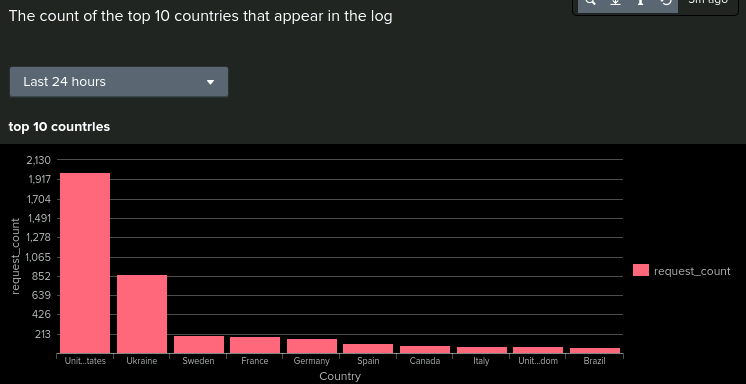 The count of the top 10 countries that appear in the log
Last 24 hours
top 10 countries
2,130
1,917
1,704
1,491
1,278
1,065
852
639
426
213
request_count
request_count
Unit...tates Ukraine Sweden France Germany Spain Canada Italy Unit...dom Brazil
Country